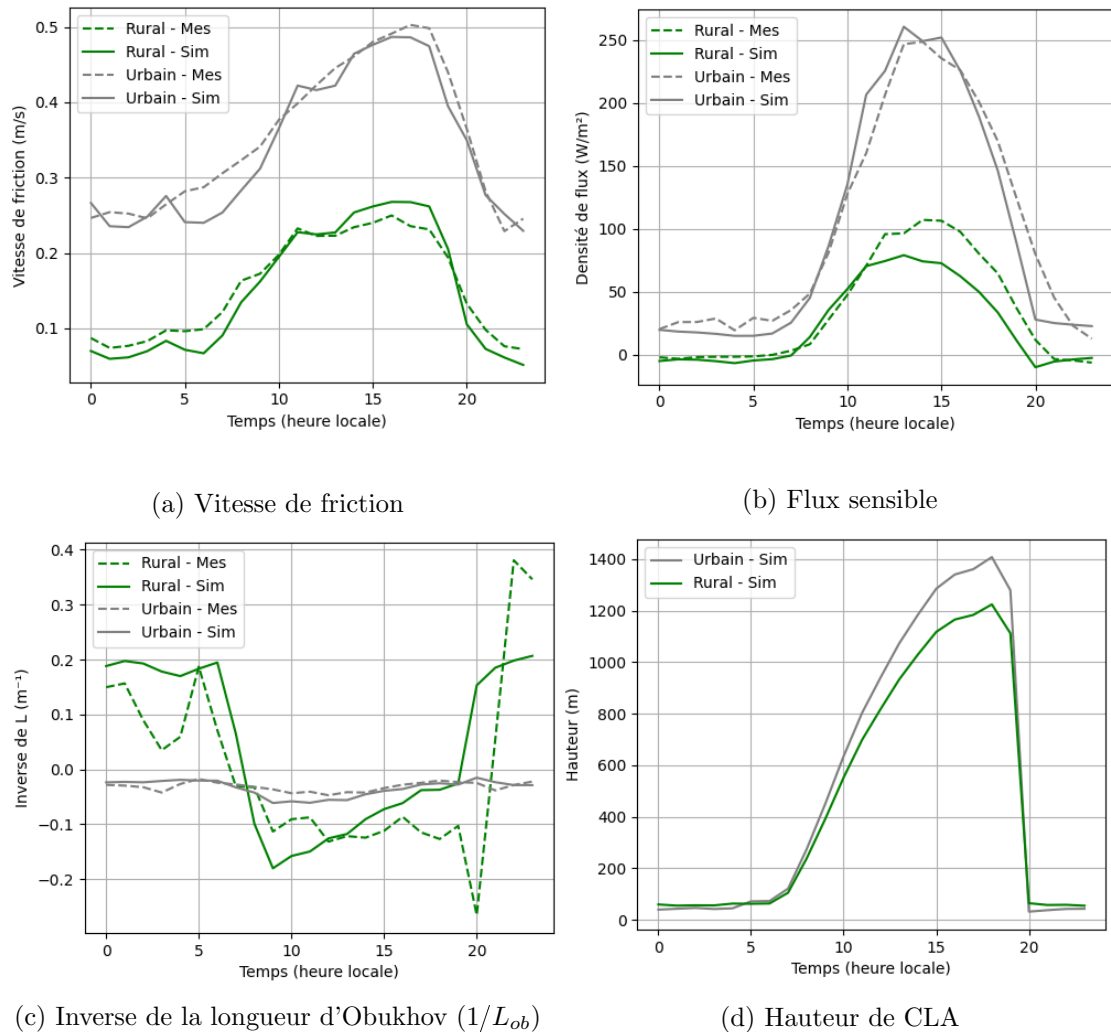 0.5
0.4
0.3
0.2
0.1
Vitesse de friction (m/s)
Rural - Mes
Rural - Sim
Urbain - Mes
Urbain - Sim
0 5 10 15 20
Temps (heure locale)
(a) Vitesse de friction
250
200
150
100
50
0
Densité de flux (W/m²)
Rural - Mes
Rural - Sim
Urbain - Mes
Urbain - Sim
0 5 10 15 20
Temps (heure locale)
(b) Flux sensible
0.4
0.3
0.2
0.1
0.0
−0.1
−0.2
Inverse de L (m⁻¹)
Rural - Mes
Rural - Sim
Urbain - Mes
Urbain - Sim
0 5 10 15 20
Temps (heure locale)
(c) Inverse de la longueur d'Obukhov (1/L_{ob})
1400
1200
1000
800
600
400
200
0
Hauteur (m)
Urbain - Sim
Rural - Sim
0 5 10 15 20
Temps (heure locale)
(d) Hauteur de CLA